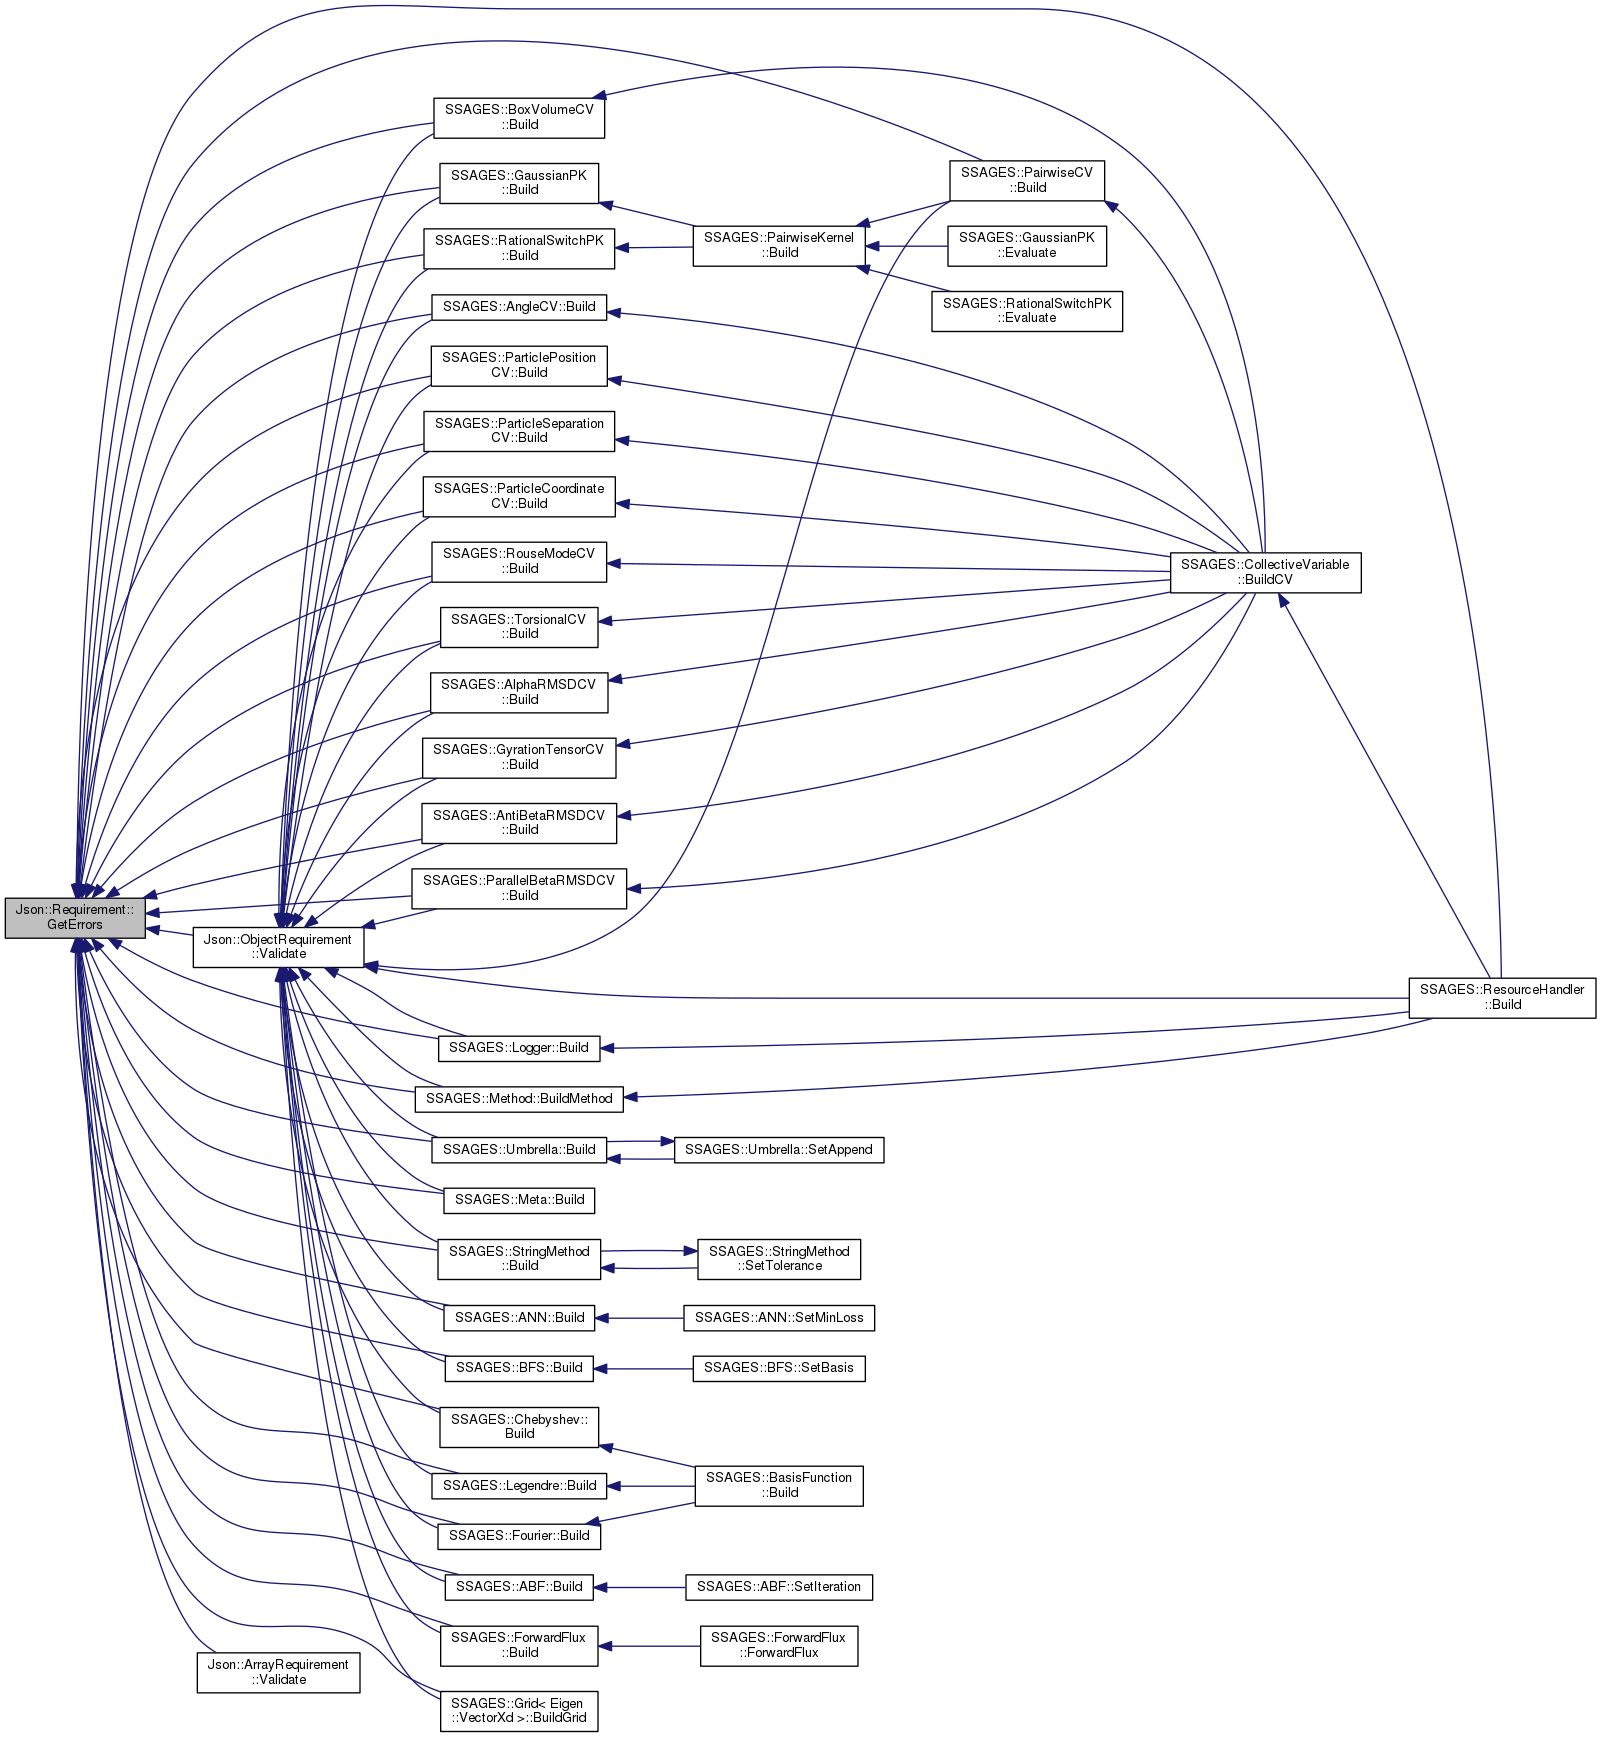 SSAGES::BoxVolumeCV
::Build
SSAGES::GaussianPK
::Build
SSAGES::PairwiseCV
::Build
SSAGES::RationalSwitchPK
::Build
SSAGES::PairwiseKernel
::Build
SSAGES::GaussianPK
::Evaluate
SSAGES::RationalSwitchPK
::Evaluate
SSAGES::AngleCV::Build
SSAGES::ParticlePosition
CV::Build
SSAGES::ParticleSeparation
CV::Build
SSAGES::ParticleCoordinate
CV::Build
SSAGES::RouseModeCV
::Build
SSAGES::CollectiveVariable
::BuildCV
SSAGES::TorsionalCV
::Build
SSAGES::AlphaRMSDCV
::Build
SSAGES::GyrationTensorCV
::Build
SSAGES::AntiBetaRMSDCV
::Build
SSAGES::ParallelBetaRMSDCV
::Build
Json::Requirement::
GetErrors
Json::ObjectRequirement
::Validate
SSAGES::ResourceHandler
::Build
SSAGES::Logger::Build
SSAGES::Method::BuildMethod
SSAGES::Umbrella::Build
SSAGES::Umbrella::SetAppend
SSAGES::Meta::Build
SSAGES::StringMethod
::Build
SSAGES::StringMethod
::SetTolerance
SSAGES::ANN::Build
SSAGES::ANN::SetMinLoss
SSAGES::BFS::Build
SSAGES::BFS::SetBasis
SSAGES::Chebyshev::
Build
SSAGES::Legendre::Build
SSAGES::BasisFunction
::Build
SSAGES::Fourier::Build
SSAGES::ABF::Build
SSAGES::ABF::SetIteration
SSAGES::ForwardFlux
::Build
SSAGES::ForwardFlux
::ForwardFlux
Json::ArrayRequirement
::Validate
SSAGES::Grid< Eigen
::VectorXd >::BuildGrid